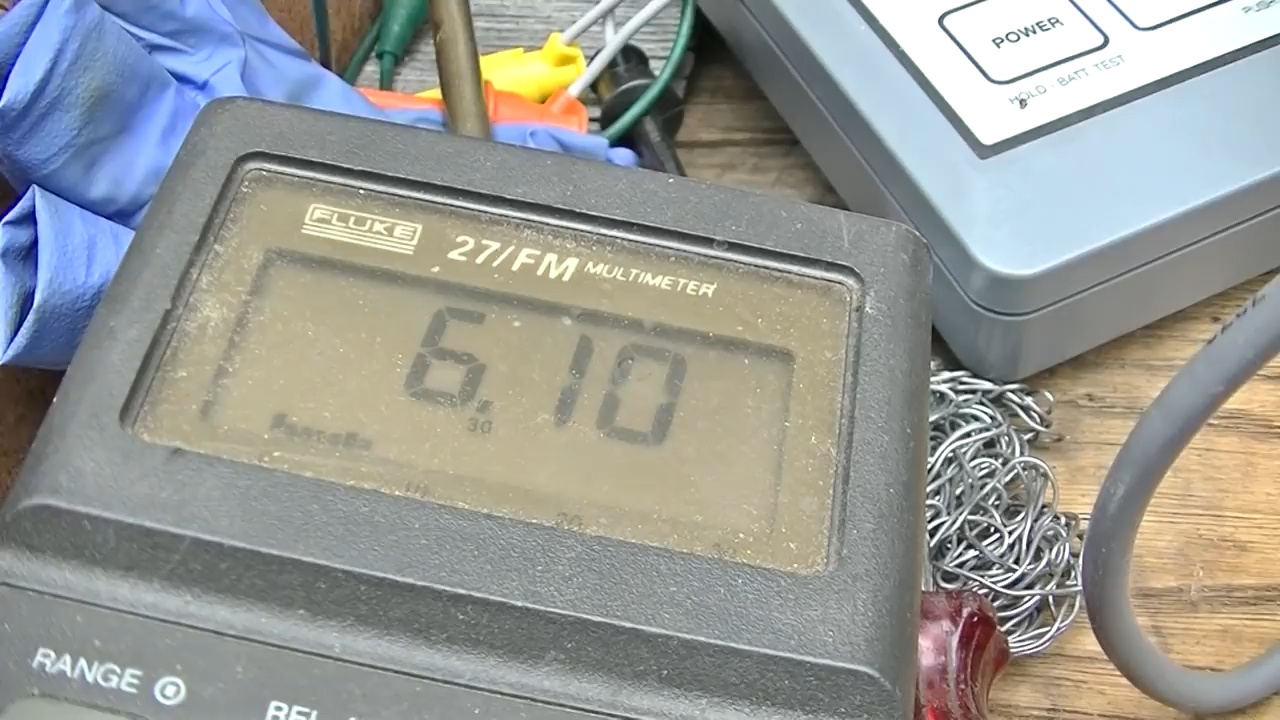 POWER
HOLD - BATT TEST
FLUKE
27/FM MULTIMETER
6.10
30
RANGE